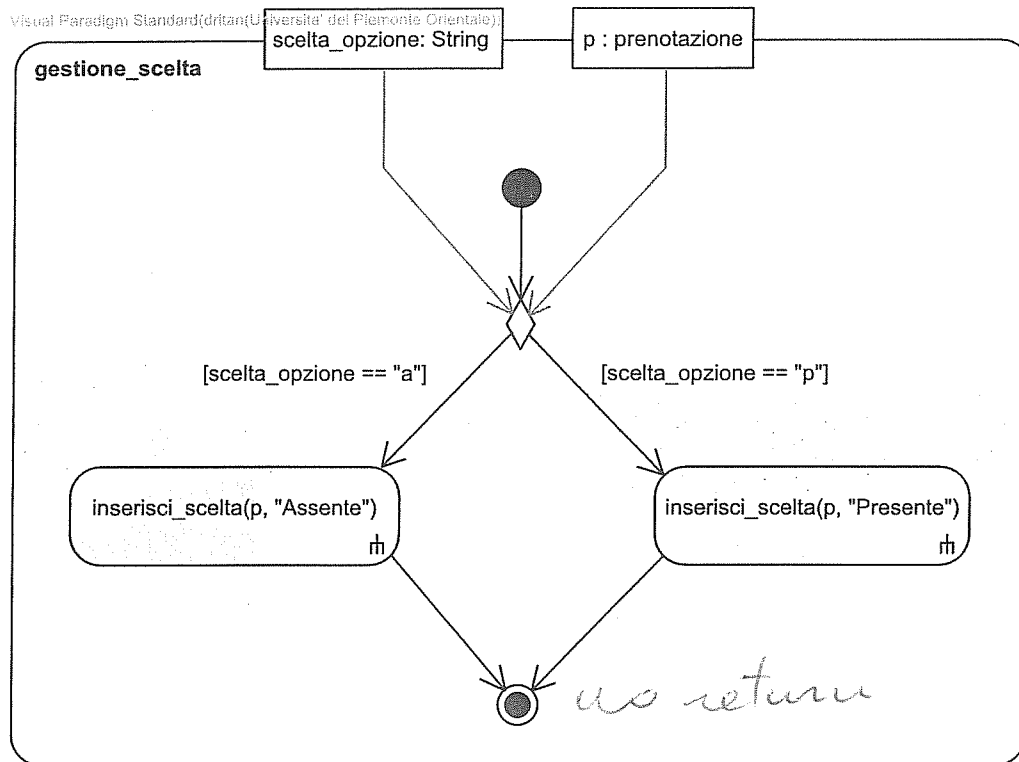 Visual Paradigm Standard(dritan(Universita' del Piemonte Orientale))
scelta_opzione: String
p : prenotazione
gestione_scelta
[scelta_opzione == "a"]
[scelta_opzione == "p"]
inserisci_scelta(p, "Assente")
inserisci_scelta(p, "Presente")
no return